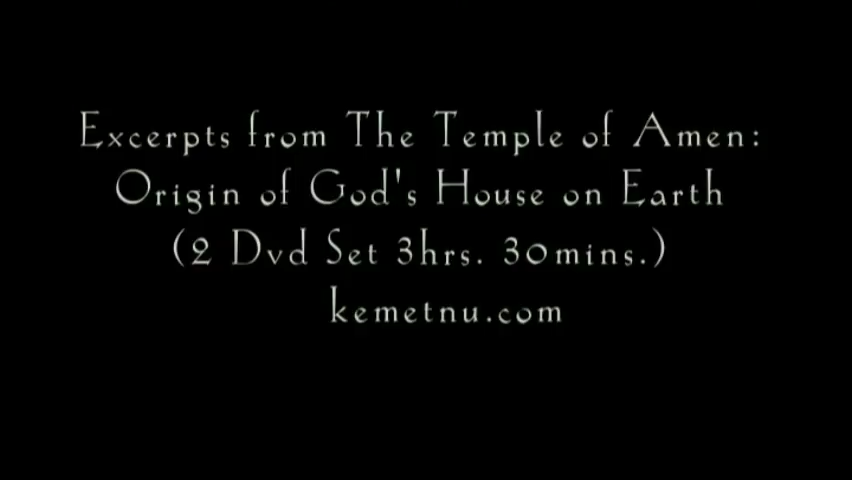 Excerpts from The Temple of Amen:
Origin of God's House on Earth
(2 Dvd Set 3hrs. 30mins.)
kemetnu.com